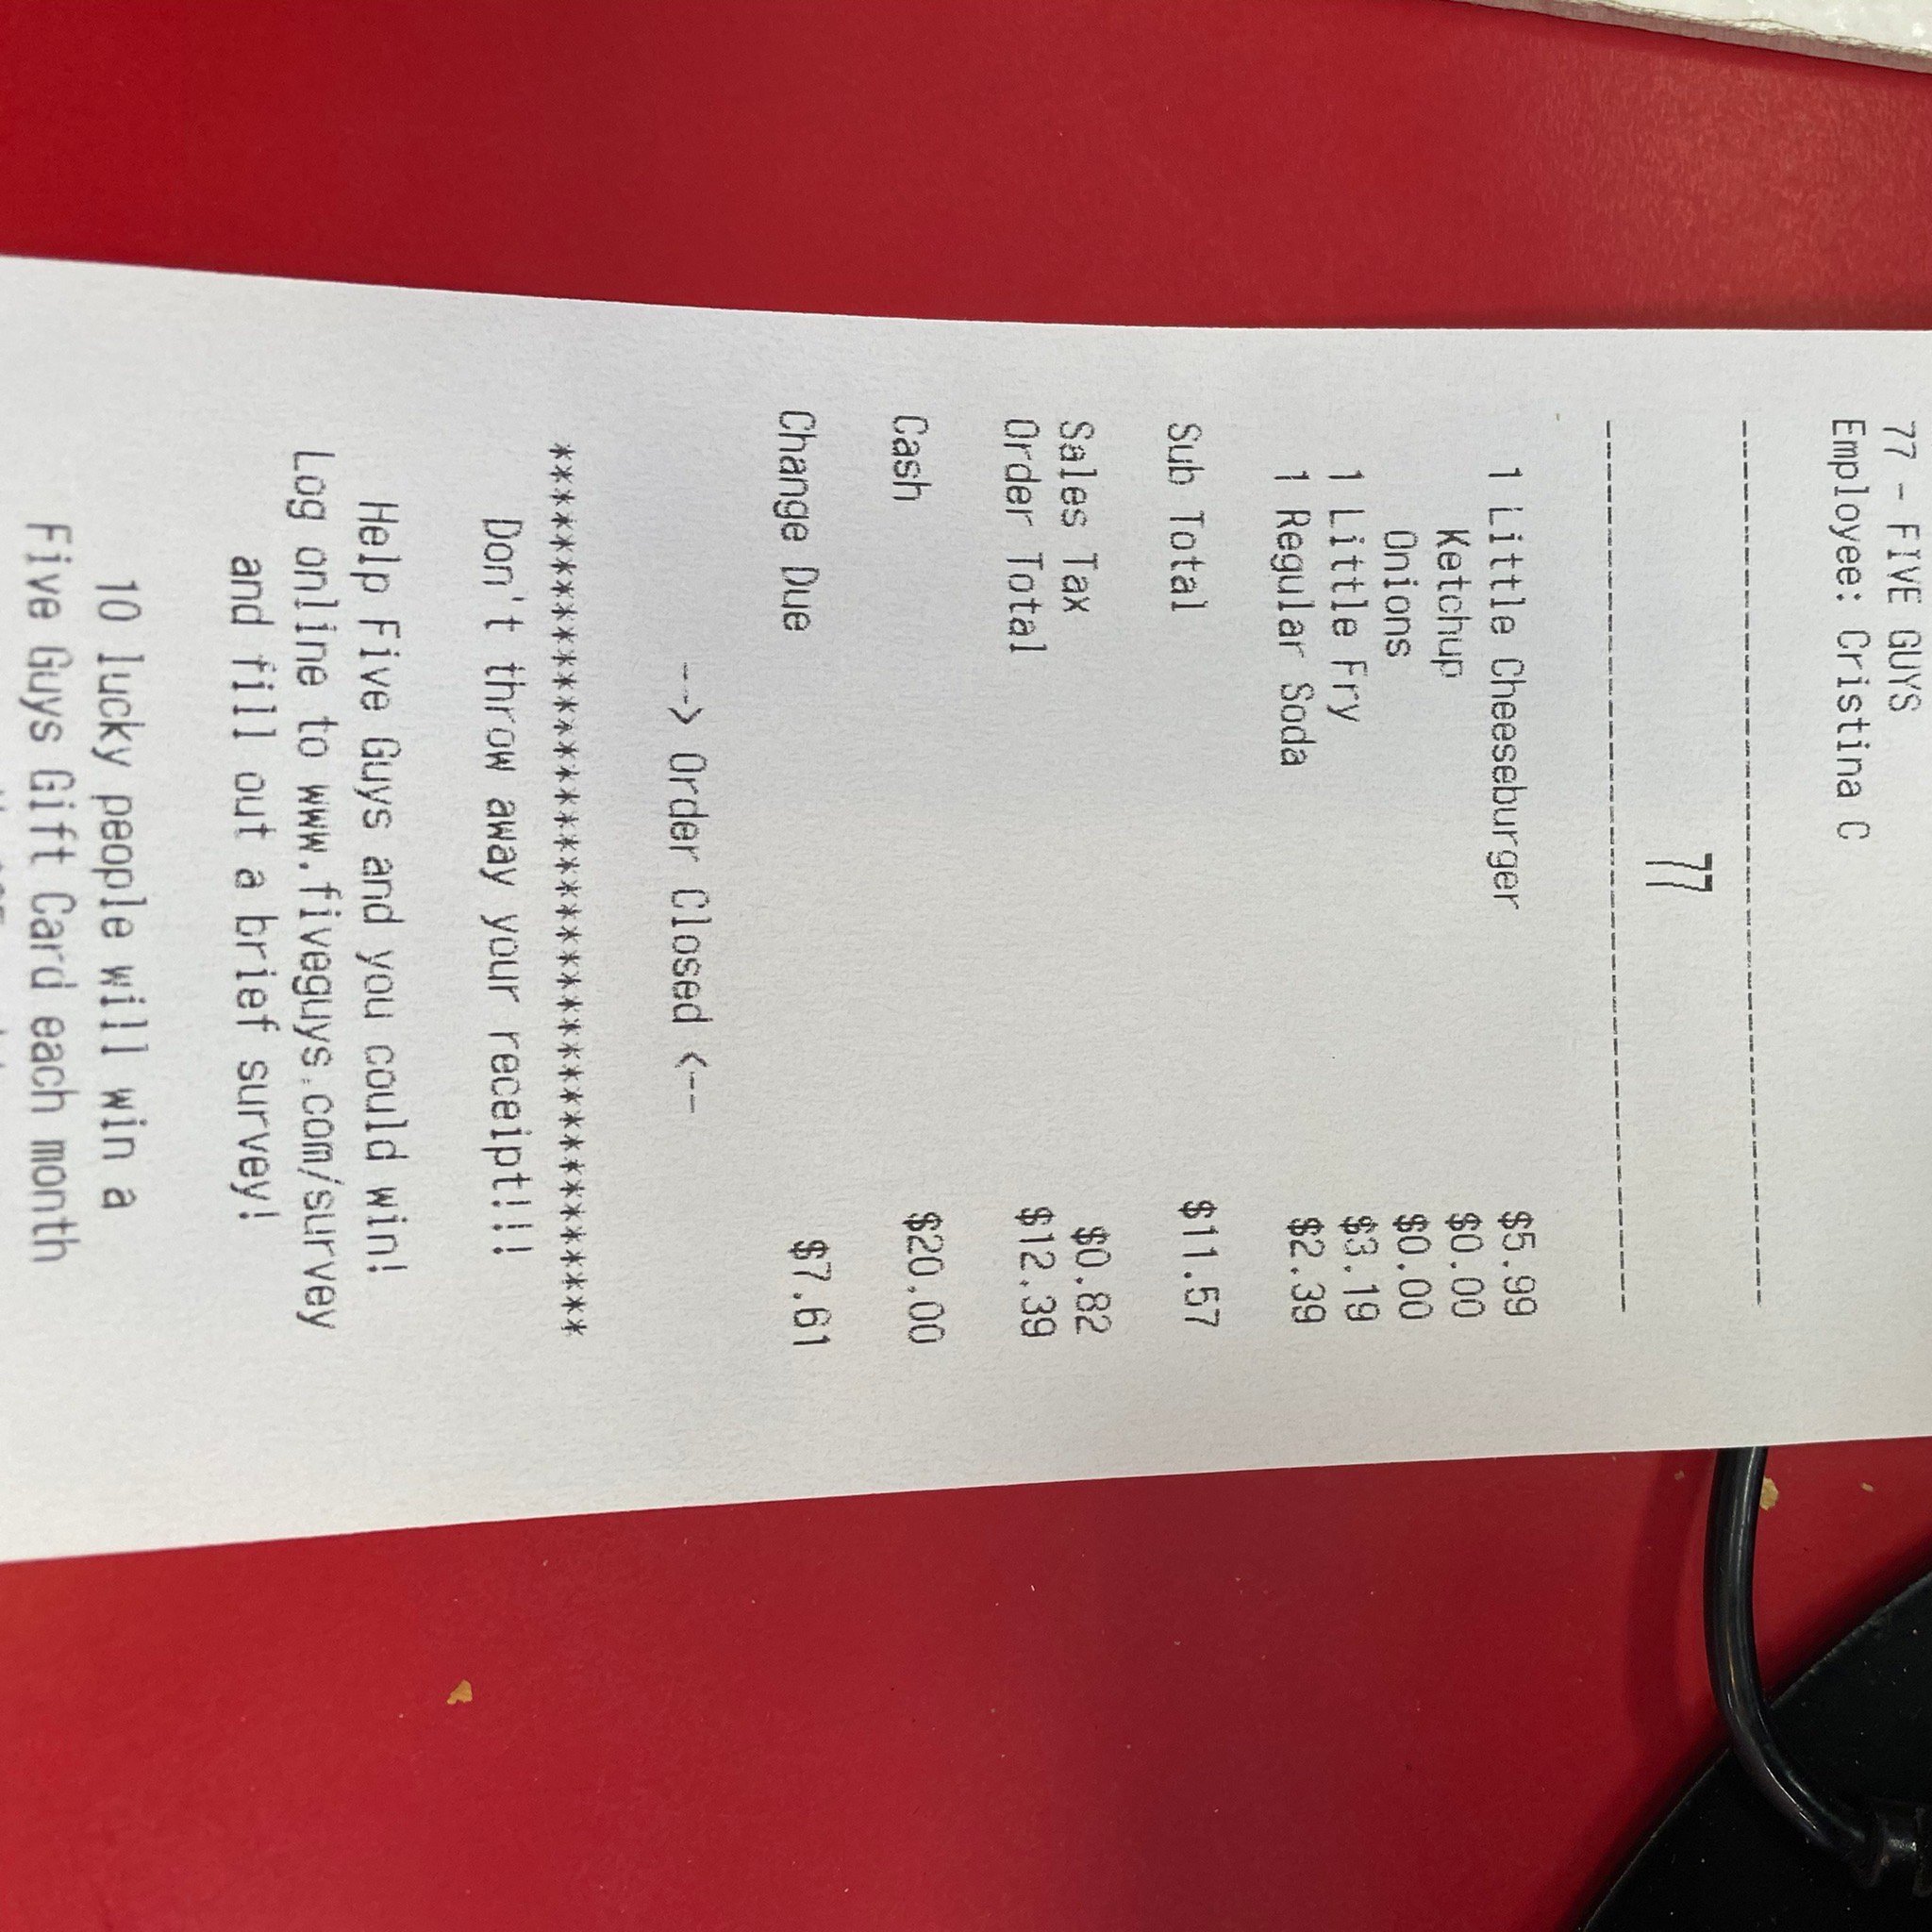 77 - FIVE GUYS
Employee: Cristina C
--------------------------------------------
77
--------------------------------------------
1 Little Cheeseburger $5.99
Ketchup $0.00
Onions $0.00
1 Little Fry $3.19
1 Regular Soda $2.39
Sub Total $11.57
Sales Tax $0.82
Order Total $12.39
Cash $20.00
Change Due $7.61
--> Order Closed <--
******************************************
Don't throw away your receipt!!!
Help Five Guys and you could win!
Log online to www.fiveguys.com/survey
and fill out a brief survey!
10 lucky people will win a
Five Guys Gift Card each month